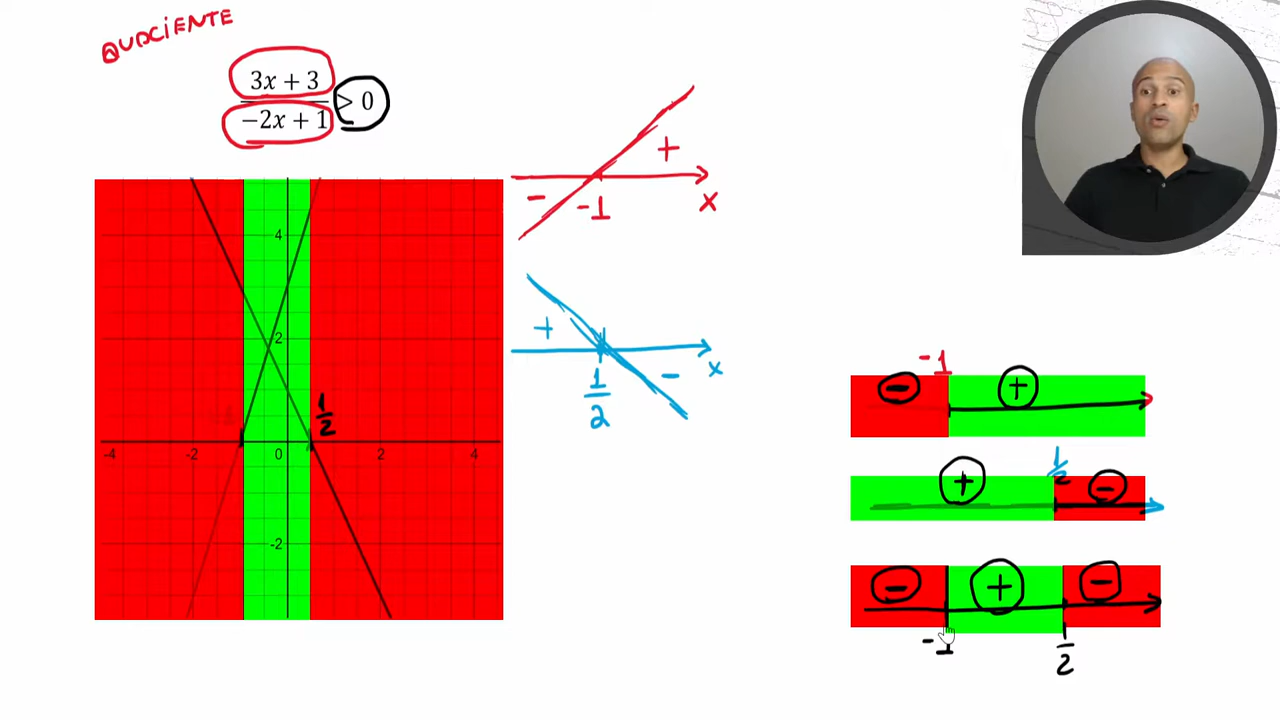 QUOCIENTE
3x + 3
−2x + 1
> 0
+
- -1 x
+
1
2
-
x
4
2
1
2
-4 -2 0 2 4
-2
-1
- +
1
2
+ -
- + -
-1
1
2